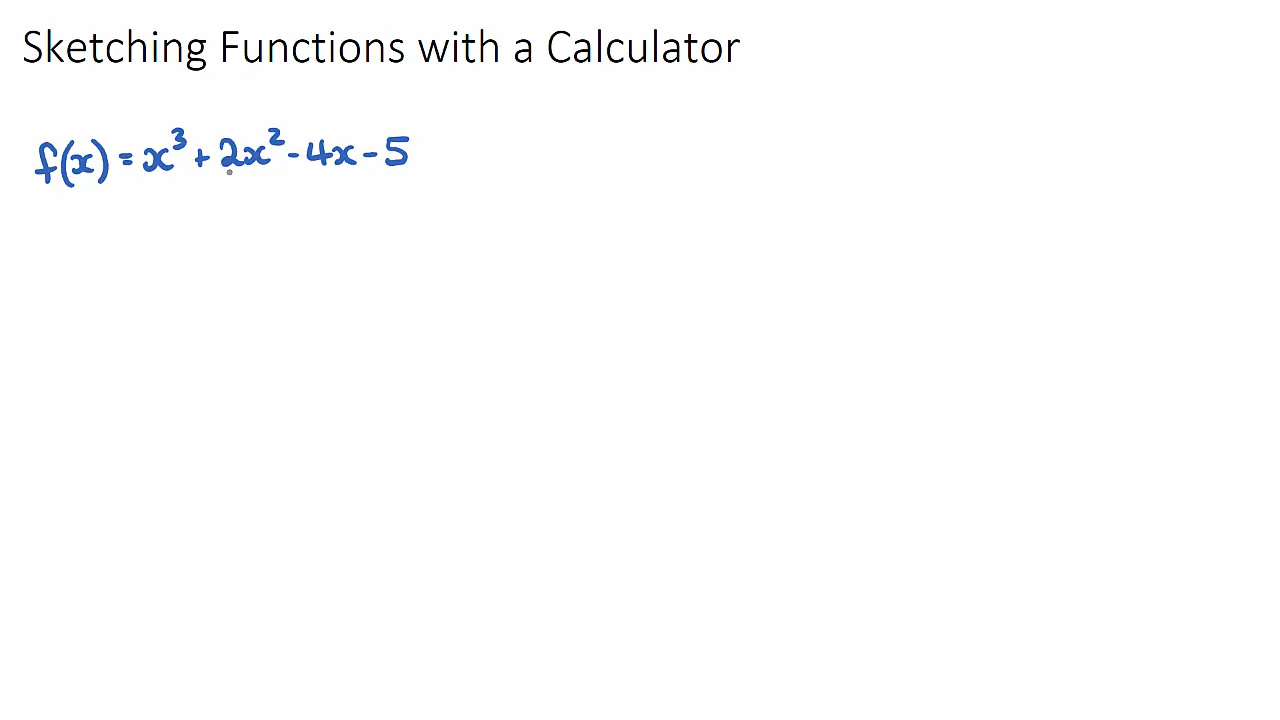 Sketching Functions with a Calculator
f(x) = x³ + 2x² - 4x - 5